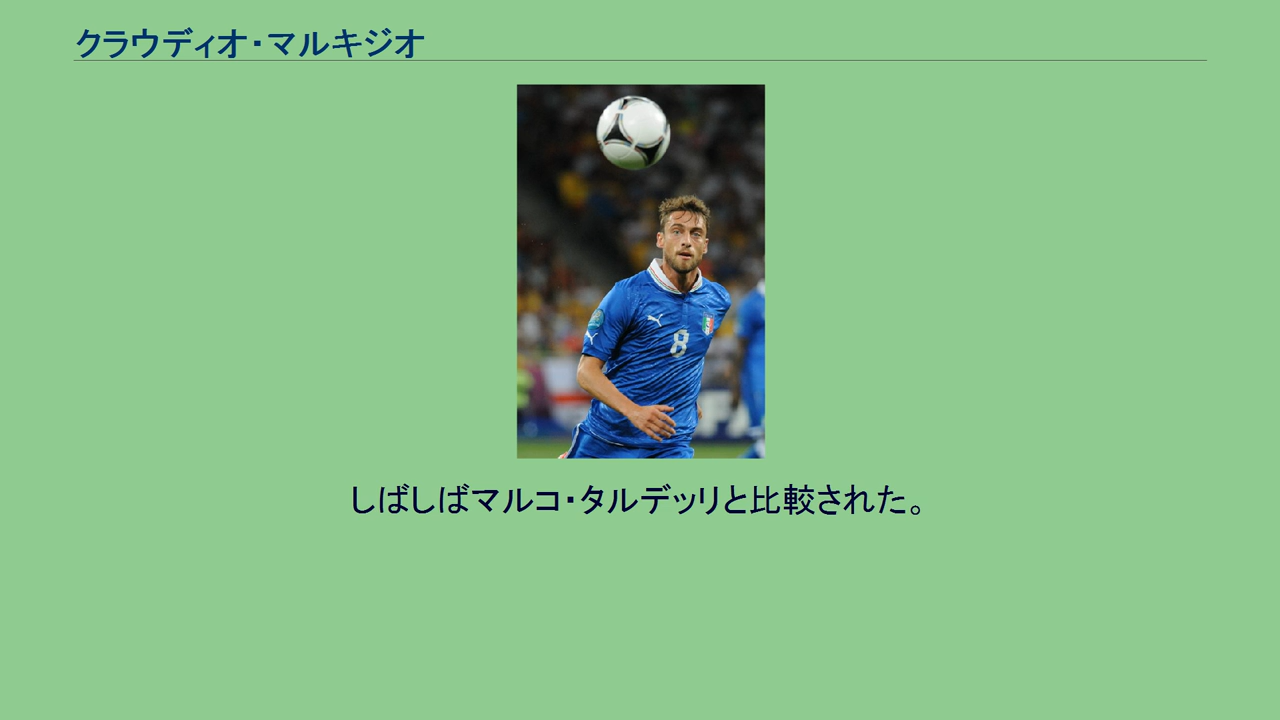 クラウディオ・マルキジオ
8
しばしばマルコ・タルデッリと比較された。